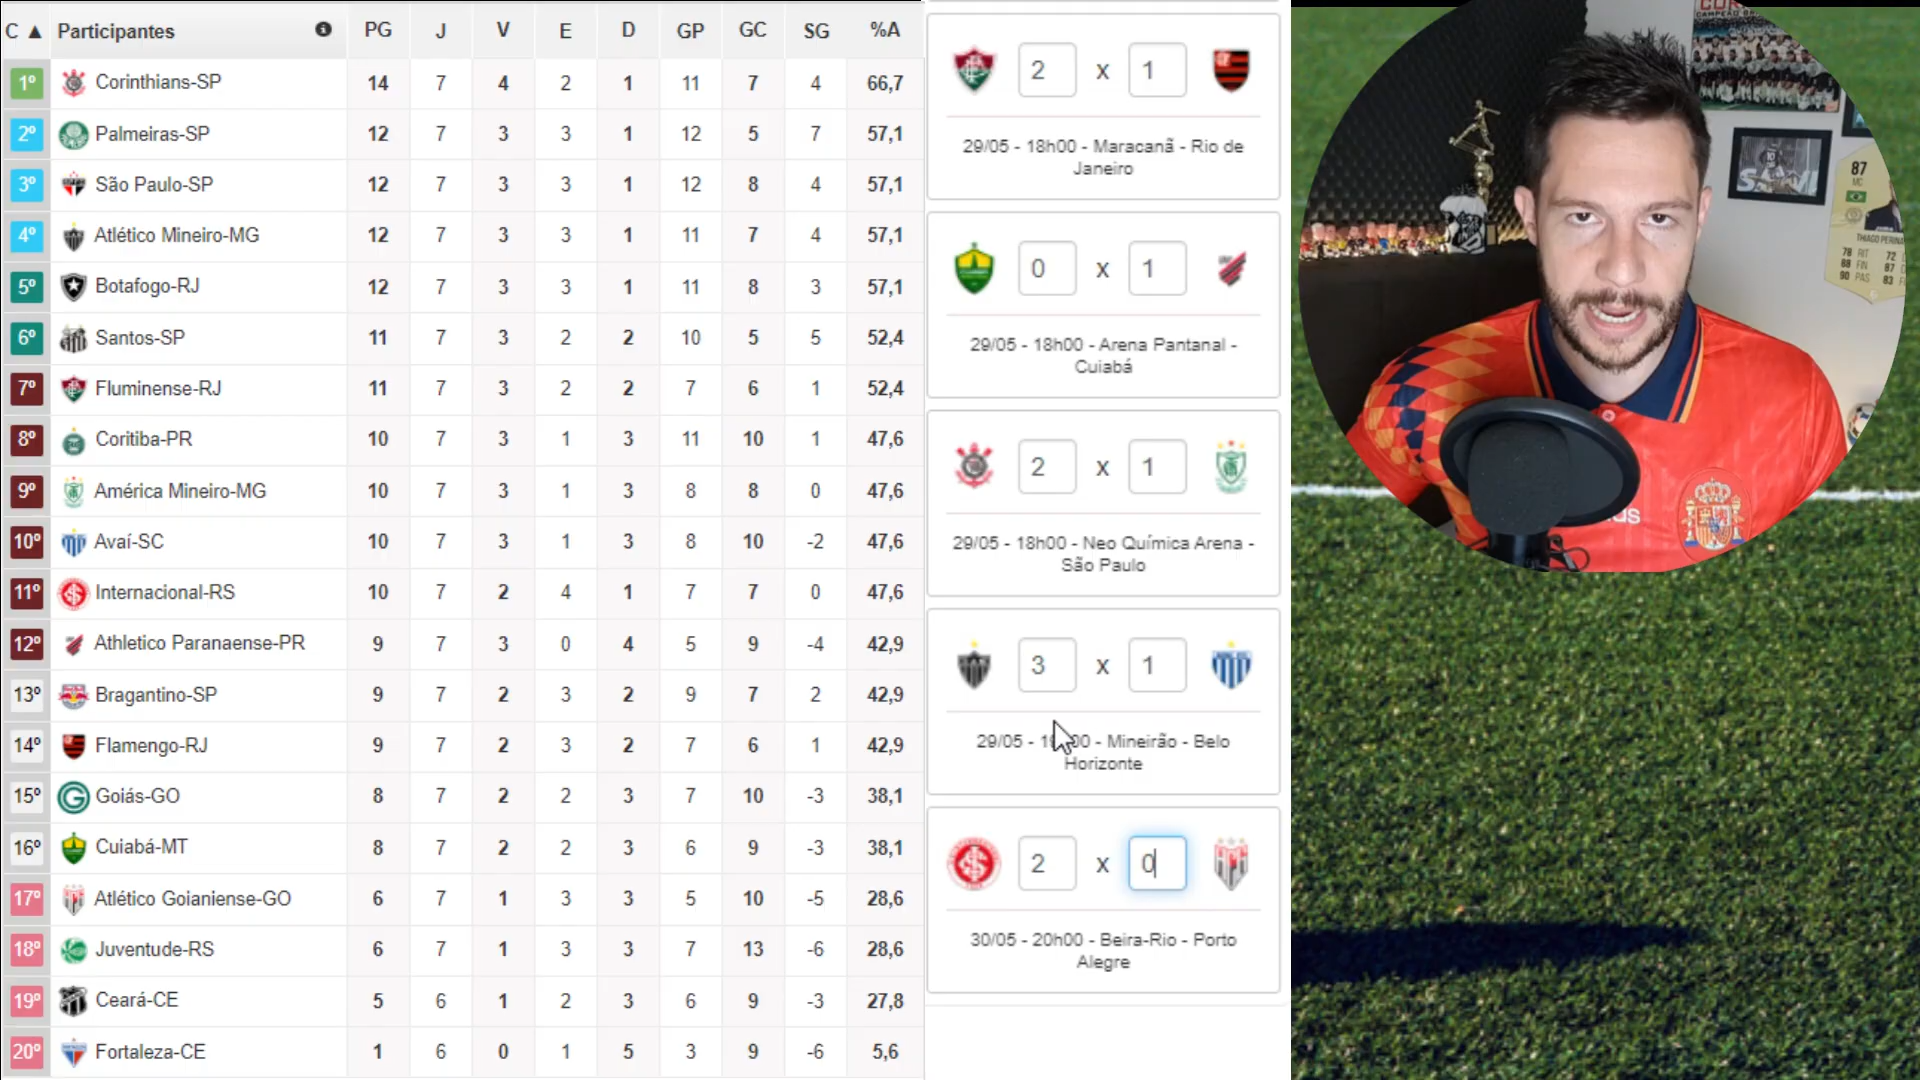 C ▲ Participantes PG J V E D GP GC SG %A
1º Corinthians-SP 14 7 4 2 1 11 7 4 66,7
2º Palmeiras-SP 12 7 3 3 1 12 5 7 57,1
3º São Paulo-SP 12 7 3 3 1 12 8 4 57,1
4º Atlético Mineiro-MG 12 7 3 3 1 11 7 4 57,1
5º Botafogo-RJ 12 7 3 3 1 11 8 3 57,1
6º Santos-SP 11 7 3 2 2 10 5 5 52,4
7º Fluminense-RJ 11 7 3 2 2 7 6 1 52,4
8º Coritiba-PR 10 7 3 1 3 11 10 1 47,6
9º América Mineiro-MG 10 7 3 1 3 8 8 0 47,6
10º Avaí-SC 10 7 3 1 3 8 10 -2 47,6
11º Internacional-RS 10 7 2 4 1 7 7 0 47,6
12º Athletico Paranaense-PR 9 7 3 0 4 5 9 -4 42,9
13º Bragantino-SP 9 7 2 3 2 9 7 2 42,9
14º Flamengo-RJ 9 7 2 3 2 7 6 1 42,9
15º Goiás-GO 8 7 2 2 3 7 10 -3 38,1
16º Cuiabá-MT 8 7 2 2 3 6 9 -3 38,1
17º Atlético Goianiense-GO 6 7 1 3 3 5 10 -5 28,6
18º Juventude-RS 6 7 1 3 3 7 13 -6 28,6
19º Ceará-CE 5 6 1 2 3 6 9 -3 27,8
20º Fortaleza-CE 1 6 0 1 5 3 9 -6 5,6
2 x 1
29/05 - 18h00 - Maracanã - Rio de
Janeiro
0 x 1
29/05 - 18h00 - Arena Pantanal -
Cuiabá
2 x 1
29/05 - 18h00 - Neo Química Arena -
São Paulo
3 x 1
29/05 - 00 - Mineirão - Belo
Horizonte
2 x 0
30/05 - 20h00 - Beira-Rio - Porto
Alegre
87
MC
THIAGO PERINA
78 RIT 72
88 FIN 87
90 PAS 83